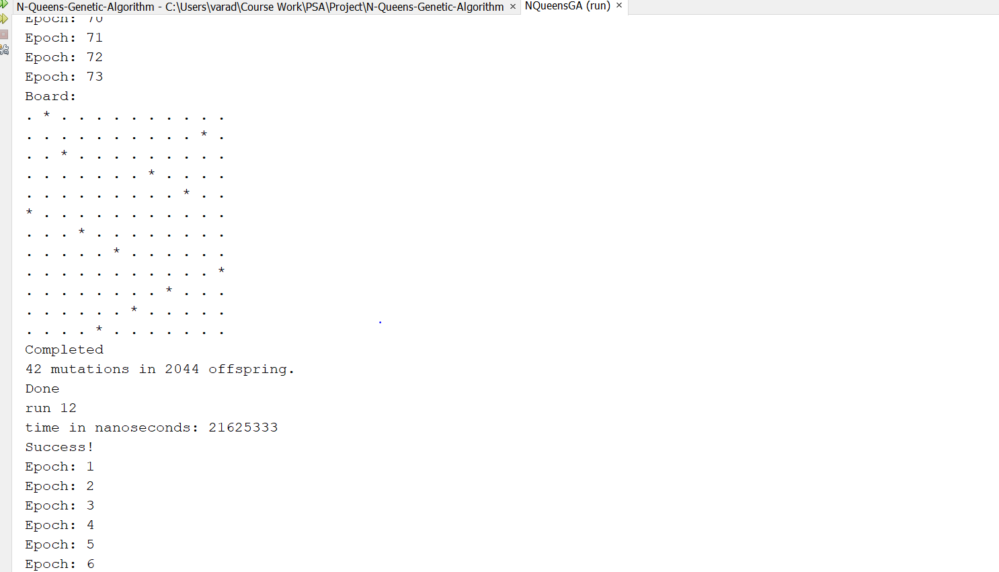 N-Queens-Genetic-Algorithm - C:\Users\varad\Course Work\PSA\Project\N-Queens-Genetic-Algorithm × NQueensGA (run) ×
Epoch: 70
Epoch: 71
Epoch: 72
Epoch: 73
Board:
. * . . . . . . . . . .
. . . . . . . . . . * .
. . * . . . . . . . . .
. . . . . . . * . . . .
. . . . . . . . . * . .
* . . . . . . . . . . .
. . . * . . . . . . . .
. . . . . * . . . . . .
. . . . . . . . . . . *
. . . . . . . . * . . .
. . . . . . * . . . . .
. . . . * . . . . . . .
Completed
42 mutations in 2044 offspring.
Done
run 12
time in nanoseconds: 21625333
Success!
Epoch: 1
Epoch: 2
Epoch: 3
Epoch: 4
Epoch: 5
Epoch: 6